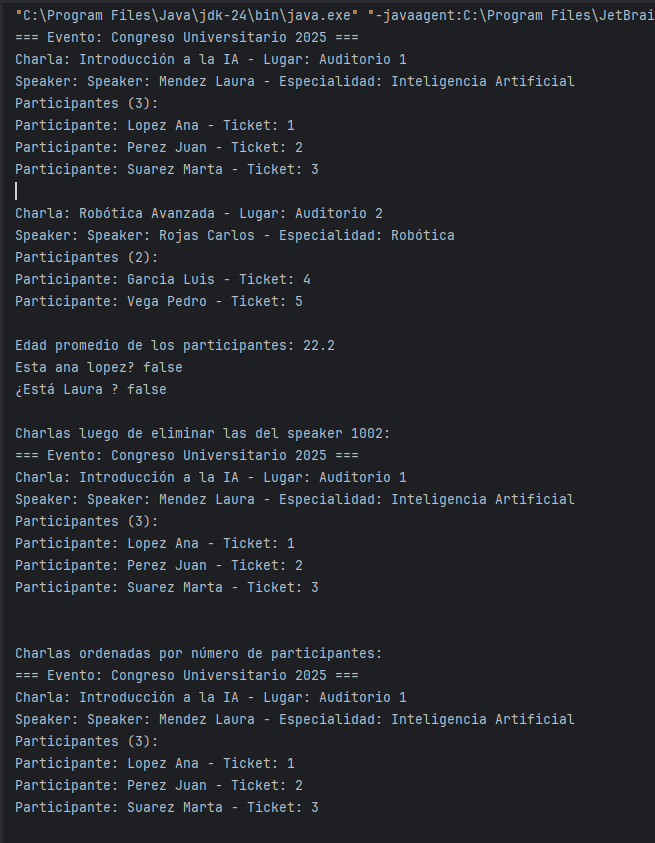 "C:\Program Files\Java\jdk-24\bin\java.exe" "-javaagent:C:\Program Files\JetBrai
=== Evento: Congreso Universitario 2025 ===
Charla: Introducción a la IA - Lugar: Auditorio 1
Speaker: Speaker: Mendez Laura - Especialidad: Inteligencia Artificial
Participantes (3):
Participante: Lopez Ana - Ticket: 1
Participante: Perez Juan - Ticket: 2
Participante: Suarez Marta - Ticket: 3
Charla: Robótica Avanzada - Lugar: Auditorio 2
Speaker: Speaker: Rojas Carlos - Especialidad: Robótica
Participantes (2):
Participante: Garcia Luis - Ticket: 4
Participante: Vega Pedro - Ticket: 5
Edad promedio de los participantes: 22.2
Esta ana lopez? false
¿Está Laura ? false
Charlas luego de eliminar las del speaker 1002:
=== Evento: Congreso Universitario 2025 ===
Charla: Introducción a la IA - Lugar: Auditorio 1
Speaker: Speaker: Mendez Laura - Especialidad: Inteligencia Artificial
Participantes (3):
Participante: Lopez Ana - Ticket: 1
Participante: Perez Juan - Ticket: 2
Participante: Suarez Marta - Ticket: 3
Charlas ordenadas por número de participantes:
=== Evento: Congreso Universitario 2025 ===
Charla: Introducción a la IA - Lugar: Auditorio 1
Speaker: Speaker: Mendez Laura - Especialidad: Inteligencia Artificial
Participantes (3):
Participante: Lopez Ana - Ticket: 1
Participante: Perez Juan - Ticket: 2
Participante: Suarez Marta - Ticket: 3